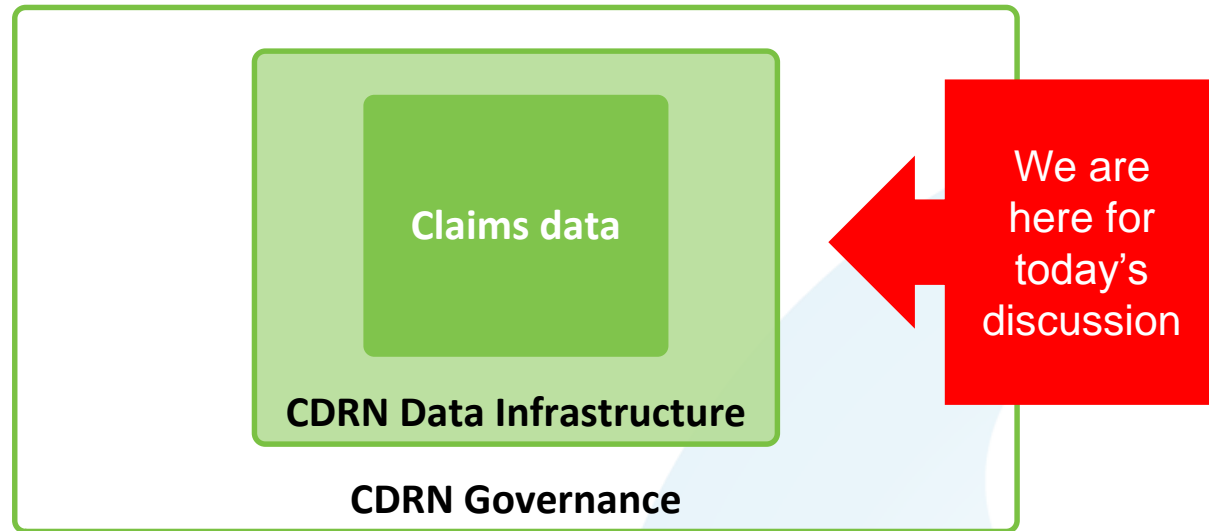 Claims data
CDRN Data Infrastructure
CDRN Governance
We are
here for
today’s
discussion